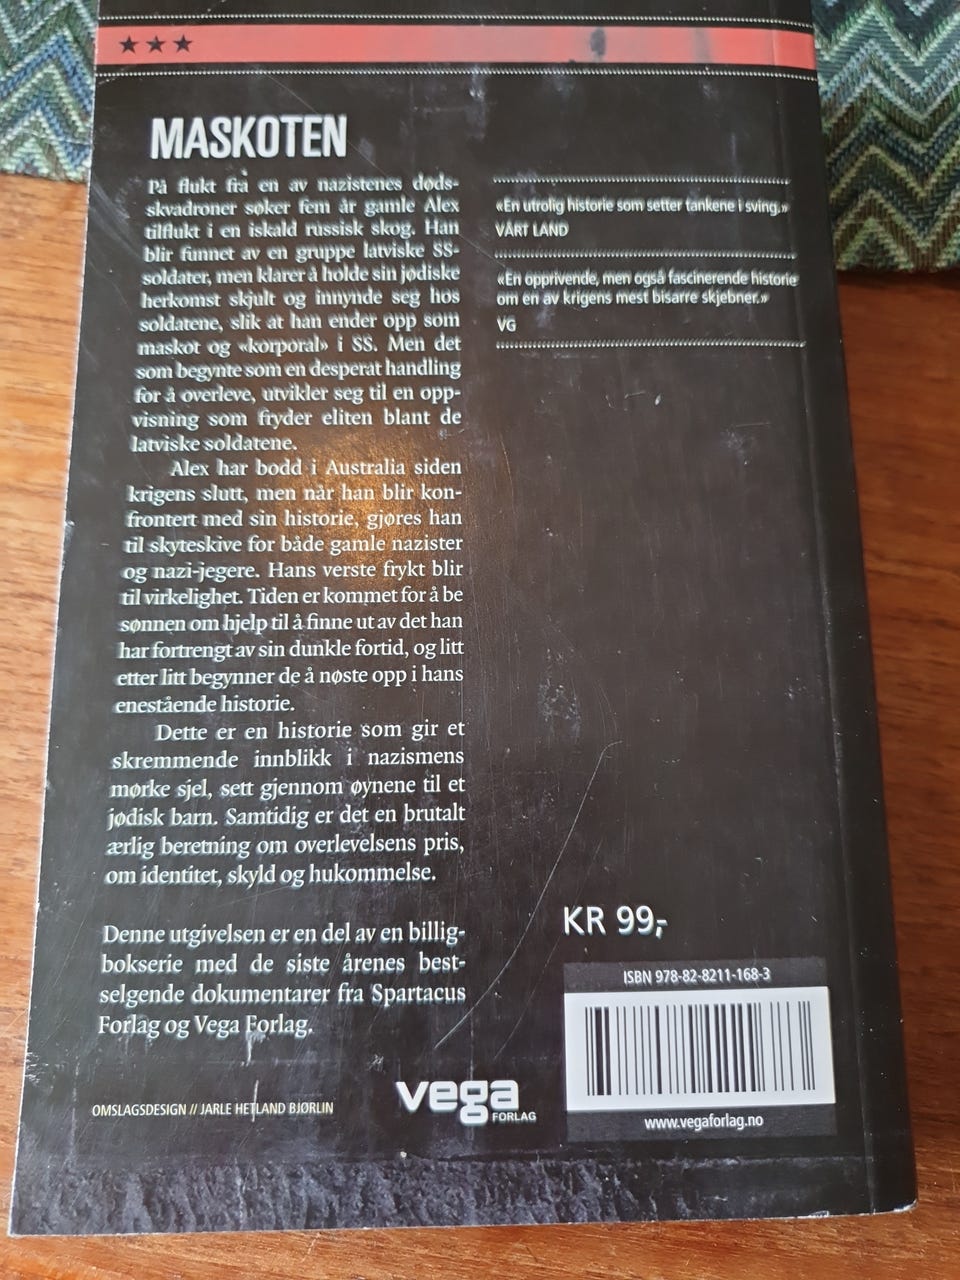 ★★★
MASKOTEN
På flukt fra en av nazistenes døds-
skvadroner søker fem år gamle Alex
tilflukt i en iskald russisk skog. Han
blir funnet av en gruppe latviske SS-
soldater, men klarer å holde sin jødiske
herkomst skjult og innynde seg hos
soldatene, slik at han ender opp som
maskot og «korporal» i SS. Men det
som begynte som en desperat handling
for å overleve, utvikler seg til en opp-
visning som fryder eliten blant de
latviske soldatene.
Alex har bodd i Australia siden
krigens slutt, men når han blir kon-
frontert med sin historie, gjøres han
til skyteskive for både gamle nazister
og nazi-jegere. Hans verste frykt blir
til virkelighet. Tiden er kommet for å be
sønnen om hjelp til å finne ut av det han
har fortrengt av sin dunkle fortid, og litt
etter litt begynner de å nøste opp i hans
enestående historie.
Dette er en historie som gir et
skremmende innblikk i nazismens
mørke sjel, sett gjennom øynene til et
jødisk barn. Samtidig er det en brutalt
ærlig beretning om overlevelsens pris,
om identitet, skyld og hukommelse.
Denne utgivelsen er en del av en billig-
bokserie med de siste årenes best-
selgende dokumentarer fra Spartacus
Forlag og Vega Forlag.
«En utrolig historie som setter tankene i sving.»
VÅRT LAND
«En opprivende, men også fascinerende historie
om en av krigens mest bisarre skjebner.»
VG
KR 99,-
ISBN 978-82-8211-168-3
www.vegaforlag.no
vega
FORLAG
OMSLAGSDESIGN // JARLE HETLAND BJØRLIN